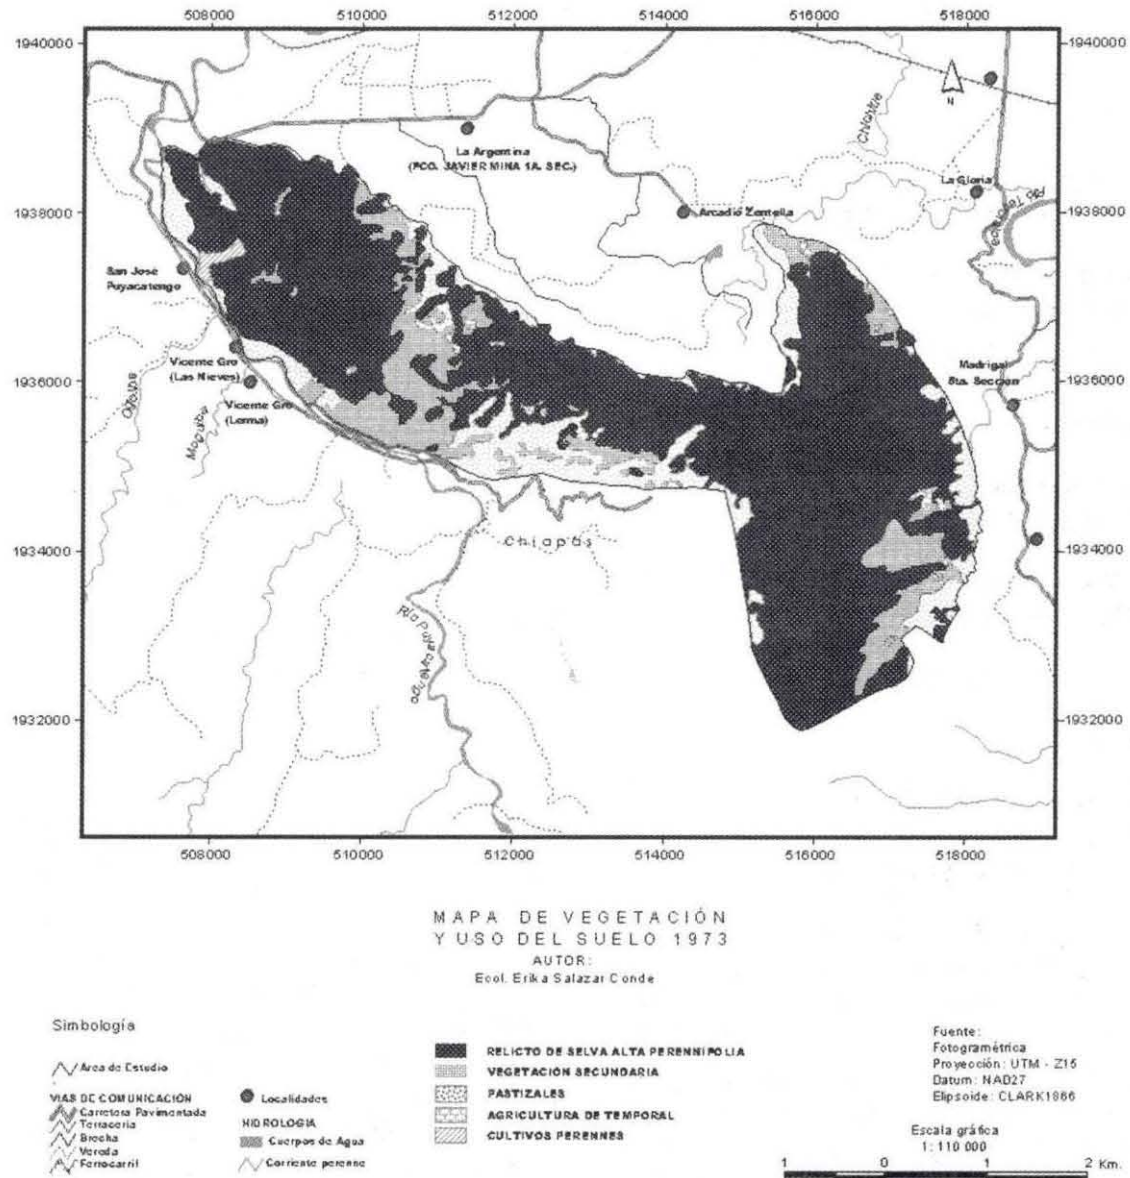 508000 510000 512000 514000 516000 518000
1940000 1940000
N
Chiapas
La Argentina
(FCO. JAVIER MINA 1A. SEC.)
La Gloria
1938000 1938000
Arcadio Zentella
San José
Puyacatengo
Vicente Gro
(Las Nieves)
Madrigal
5ta. Sección
1936000 1936000
Vicente Gro
(Lerma)
1934000 1934000
1932000 1932000
508000 510000 512000 514000 516000 518000
MAPA DE VEGETACIÓN
Y USO DEL SUELO 1973
AUTOR:
Ecol. Erika Salazar Conde
Simbología
Area de Estudio
VIAS DE COMUNICACIÓN
Carretera Pavimentada
Terracería
Brecha
Vereda
Ferrocarril
Localidades
HIDROLOGIA
Cuerpos de Agua
Corriente perenne
RELICTO DE SELVA ALTA PERENNIFOLIA
VEGETACIÓN SECUNDARIA
PASTIZALES
AGRICULTURA DE TEMPORAL
CULTIVOS PERENNES
Fuente:
Fotogramétrica
Proyección: UTM - Z15
Datum: NAD27
Elipsoide: CLARK1866
Escala gráfica
1: 110 000
1 0 1 2 Km.